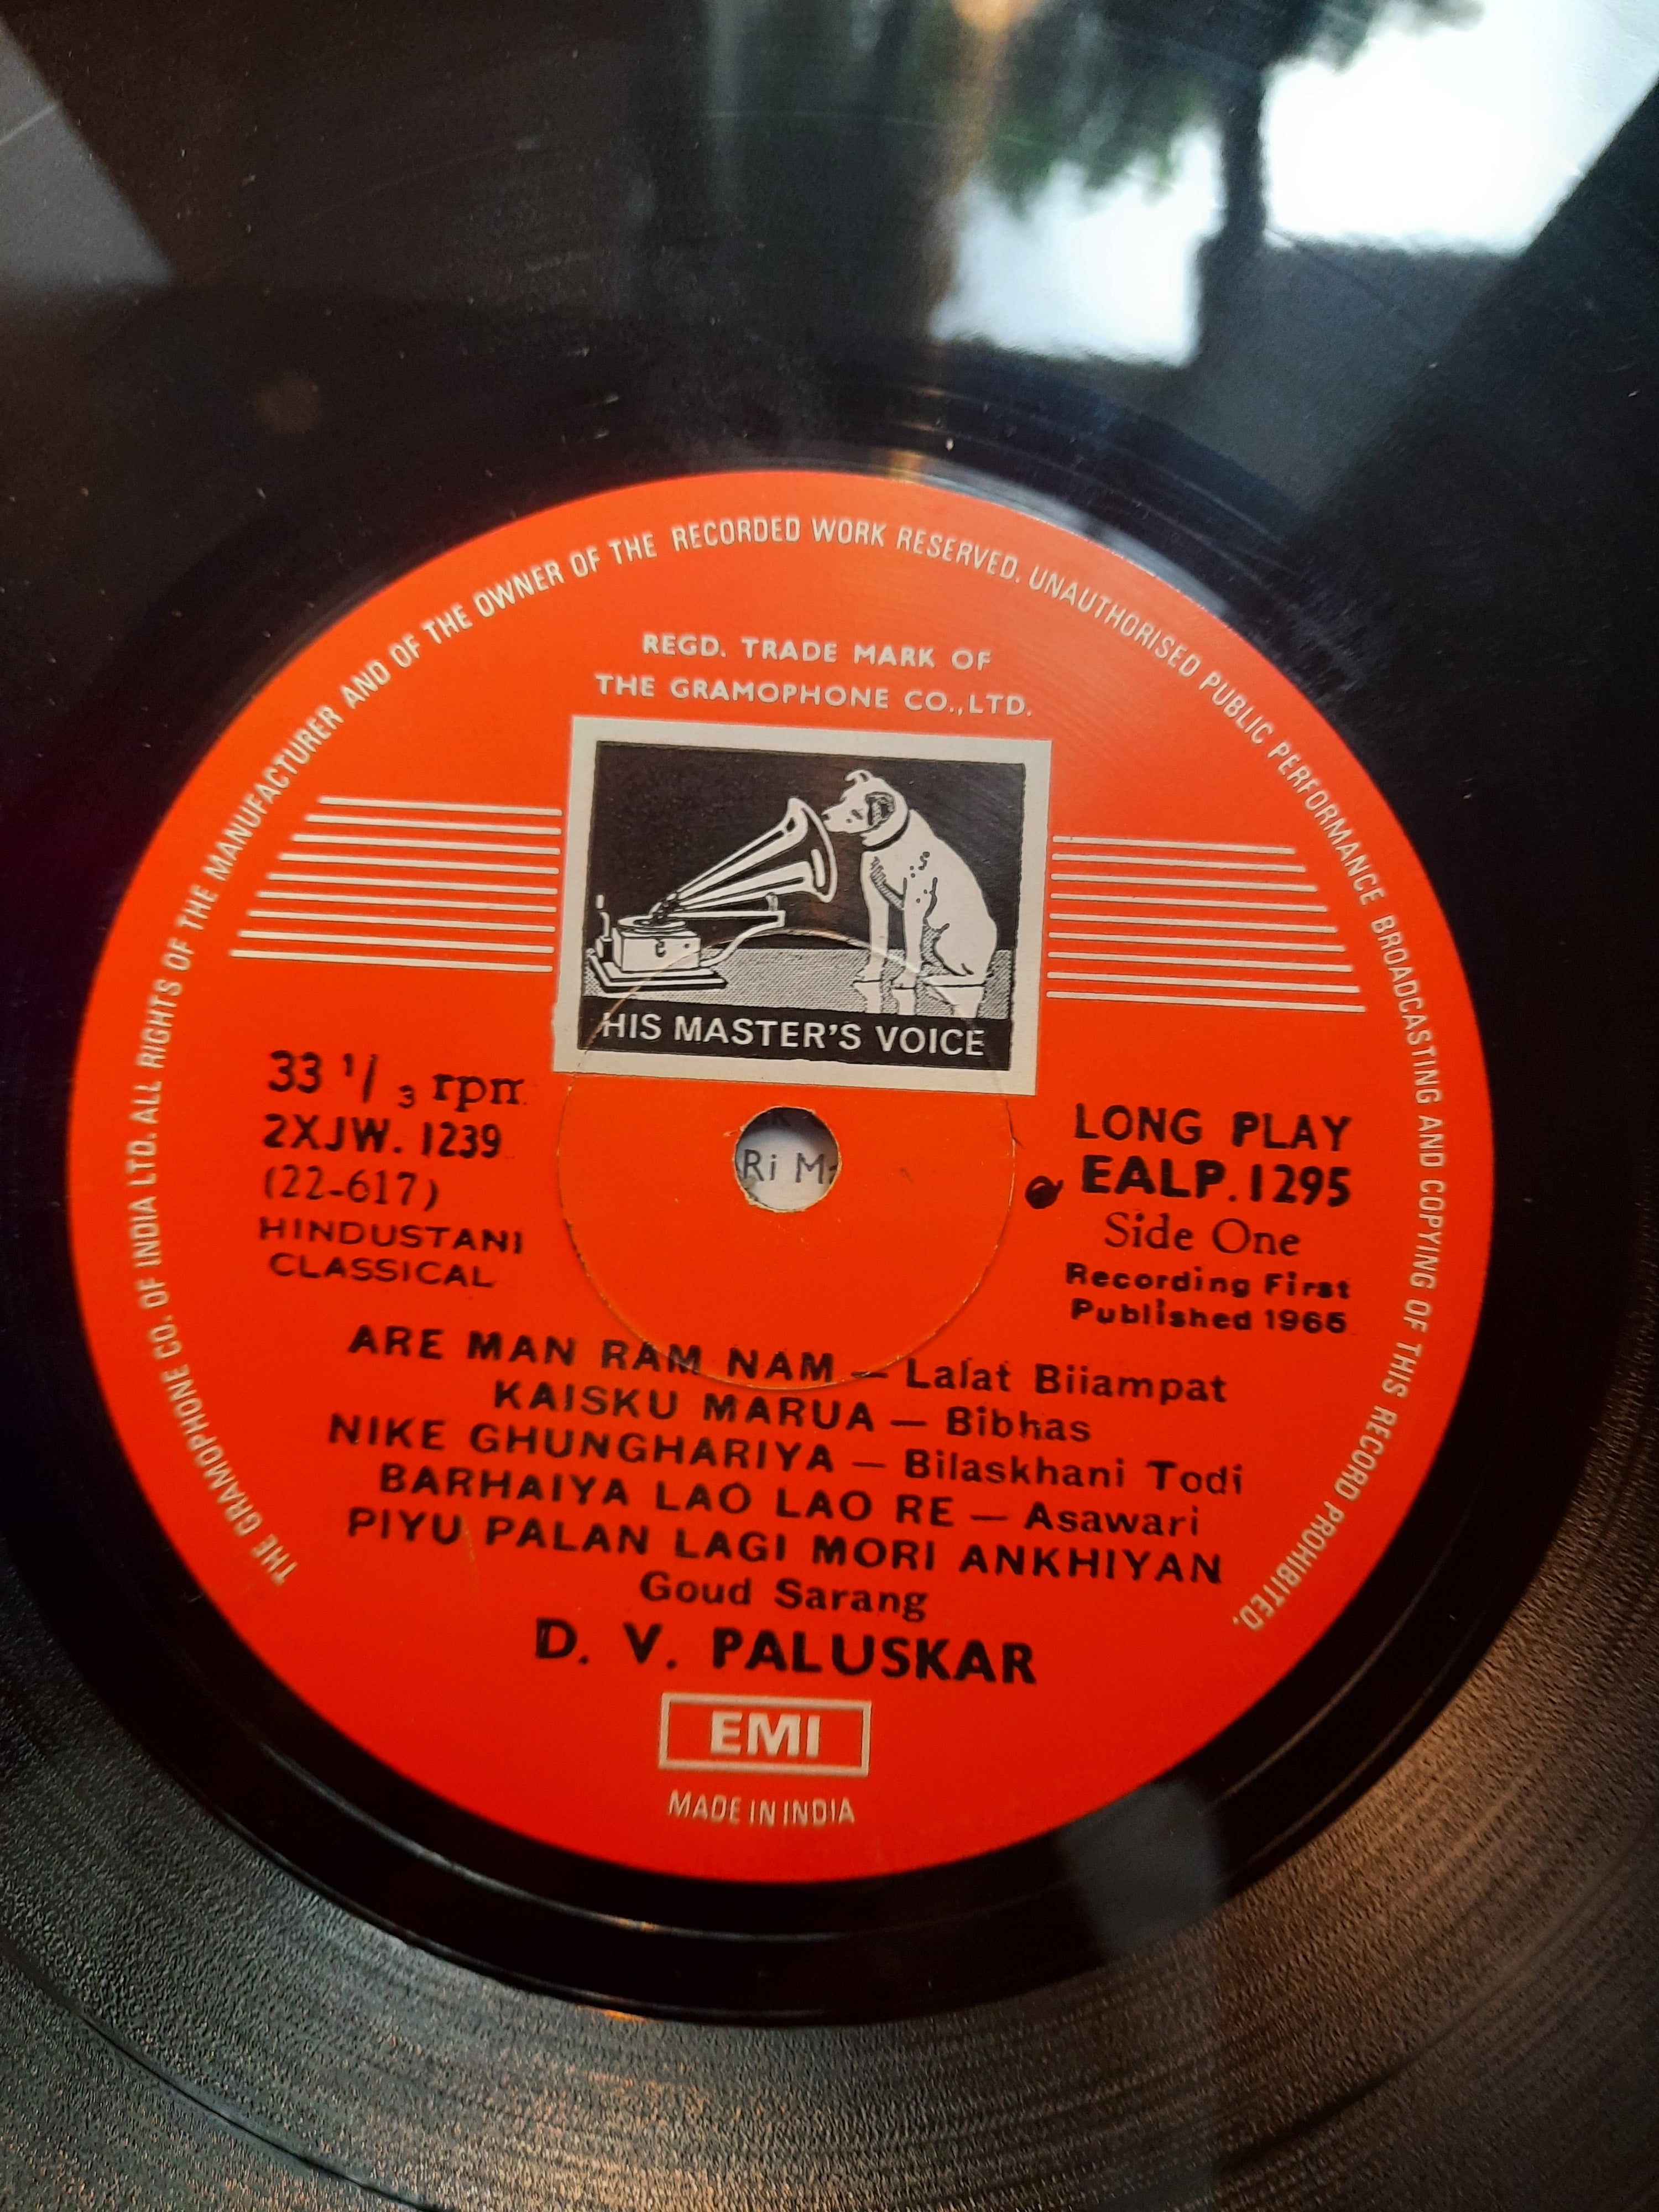 THE GRAMOPHONE CO. OF INDIA LTD. ALL RIGHTS OF THE MANUFACTURER AND OF THE OWNER OF THE RECORDED WORK RESERVED. UNAUTHORISED PUBLIC PERFORMANCE BROADCASTING AND COPYING OF THIS RECORD PROHIBITED.
REGD. TRADE MARK OF
THE GRAMOPHONE CO.,LTD.
HIS MASTER'S VOICE
33 1/3 rpm.
2XJW. 1239
(22-617)
HINDUSTANI
CLASSICAL
Ri M
LONG PLAY
EALP. 1295
Side One
Recording First
Published 1965
ARE MAN RAM NAM — Lalat Biiampat
KAISKU MARUA — Bibhas
NIKE GHUNGHARIYA — Bilaskhani Todi
BARHAIYA LAO LAO RE — Asawari
PIYU PALAN LAGI MORI ANKHIYAN
Goud Sarang
D. V. PALUSKAR
EMI
MADE IN INDIA